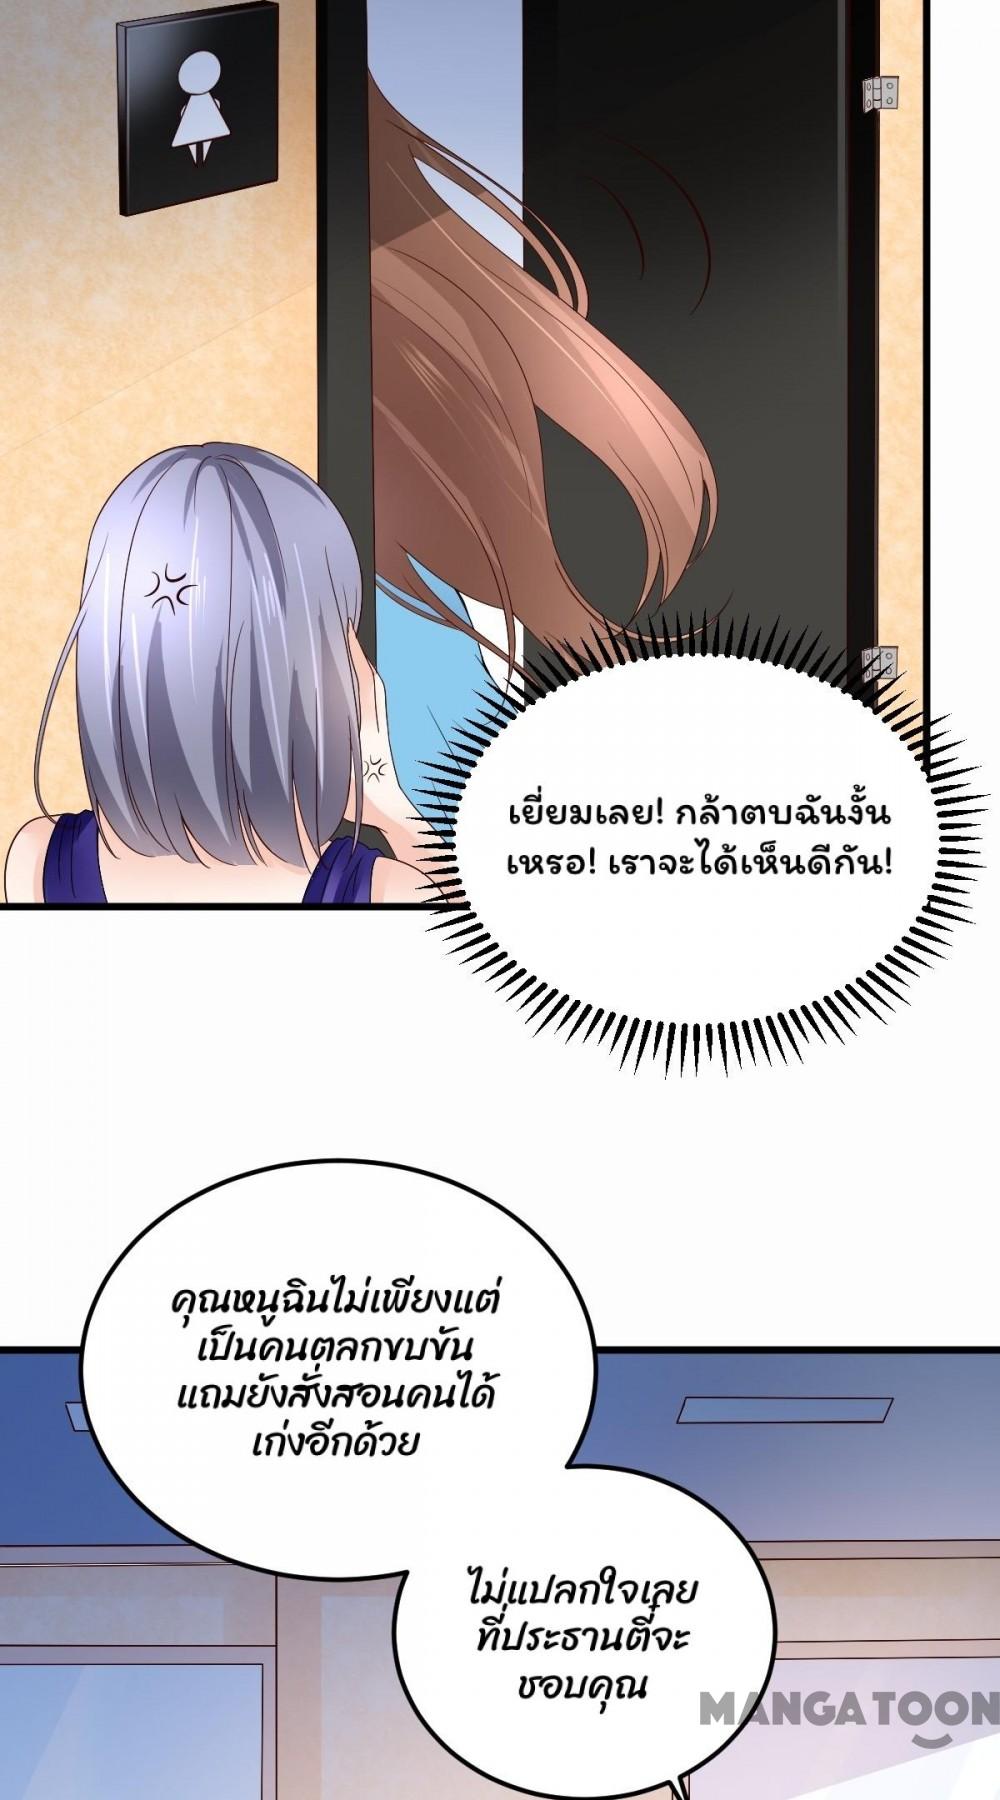 เยี่ยมเลย! กล้าตบฉันงั้น
เหรอ! เราจะได้เห็นดีกัน!
คุณหนูฉินไม่เพียงแต่
เป็นคนตลกขบขัน
แถมยังสั่งสอนคนได้
เก่งอีกด้วย
ไม่แปลกใจเลย
ที่ประธานตี๋จะ
ชอบคุณ
MANGATOON